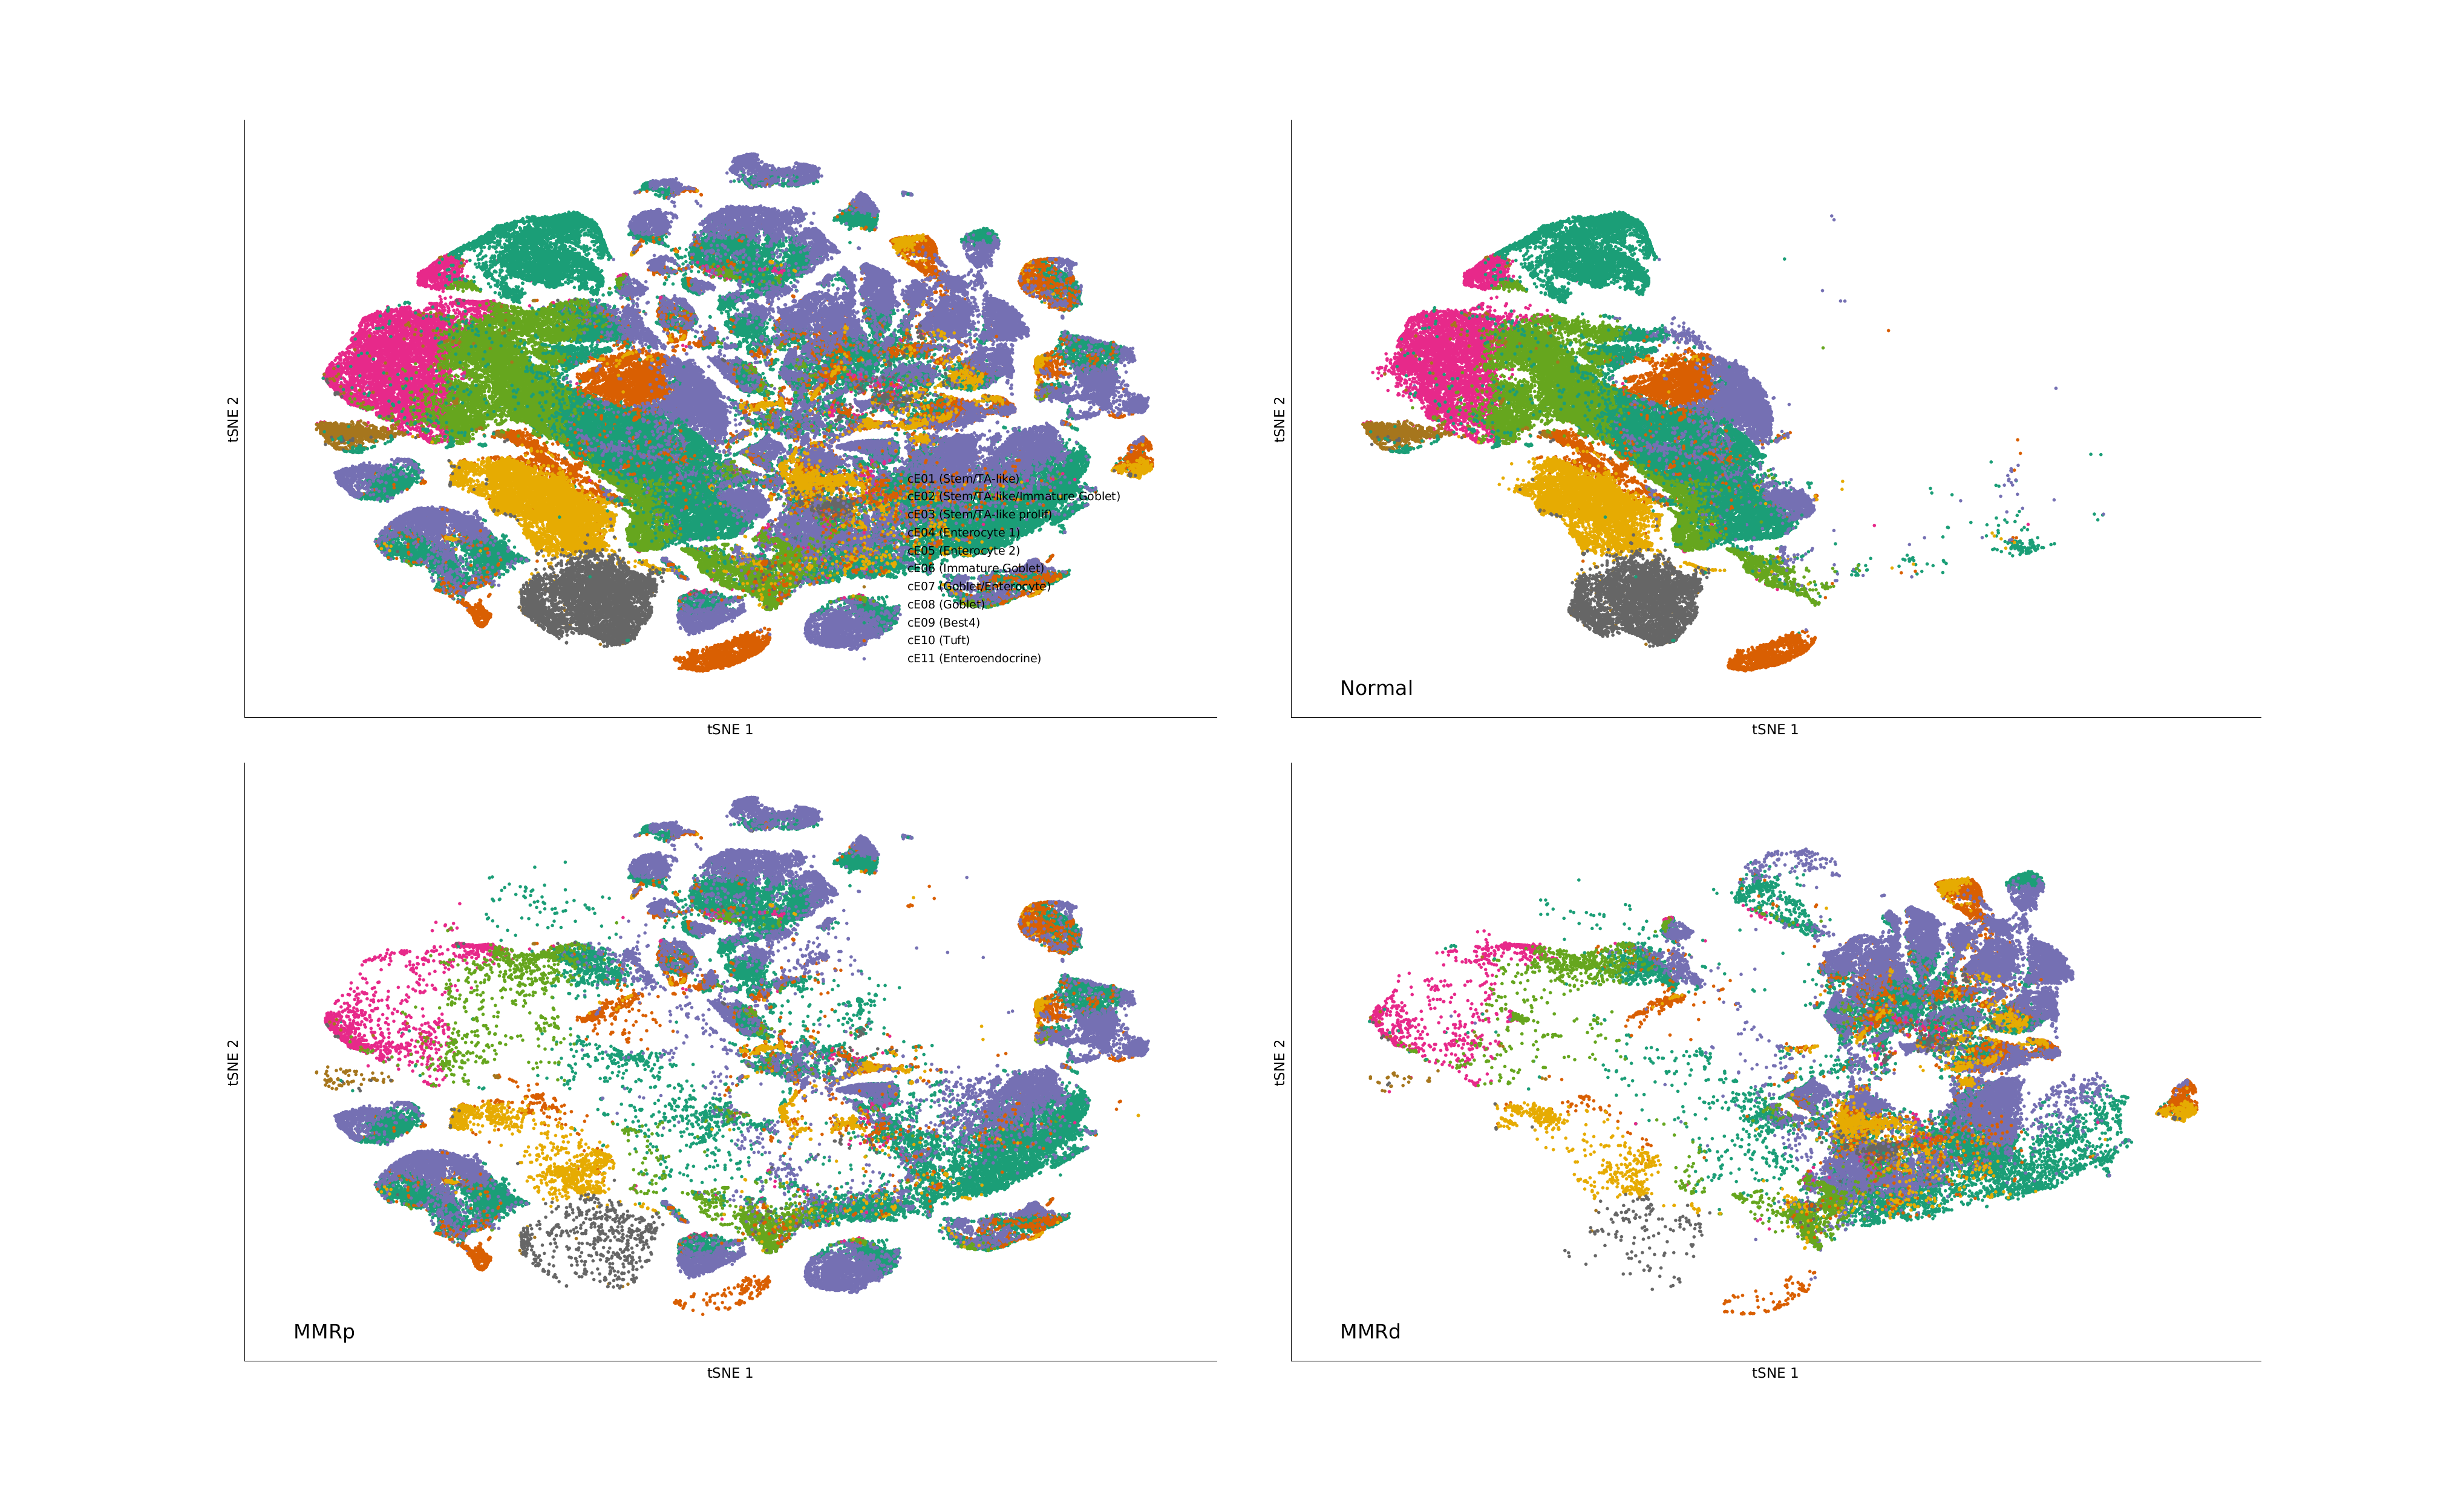 tSNE 2
cE01 (Stem/TA-like)
cE02 (Stem/TA-like/Immature Goblet)
cE03 (Stem/TA-like prolif)
cE04 (Enterocyte 1)
cE05 (Enterocyte 2)
cE06 (Immature Goblet)
cE07 (Goblet/Enterocyte)
cE08 (Goblet)
cE09 (Best4)
cE10 (Tuft)
cE11 (Enteroendocrine)
tSNE 1
tSNE 2
Normal
tSNE 1
tSNE 2
MMRp
tSNE 1
tSNE 2
MMRd
tSNE 1